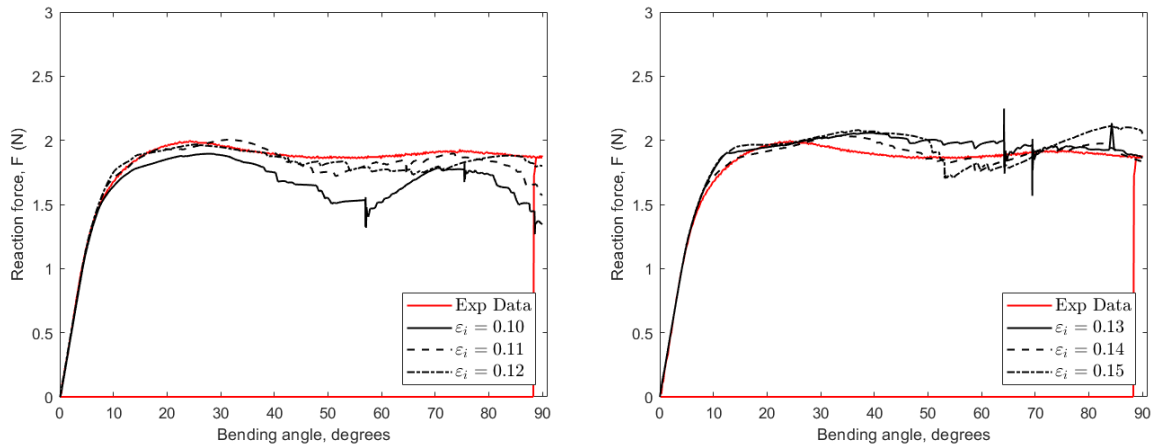 3
2.5
2
1.5
1
0.5
0
Reaction force, F (N)
0 10 20 30 40 50 60 70 80 90
Bending angle, degrees
Exp Data
εᵢ = 0.10
εᵢ = 0.11
εᵢ = 0.12
3
2.5
2
1.5
1
0.5
0
Reaction force, F (N)
0 10 20 30 40 50 60 70 80 90
Bending angle, degrees
Exp Data
εᵢ = 0.13
εᵢ = 0.14
εᵢ = 0.15